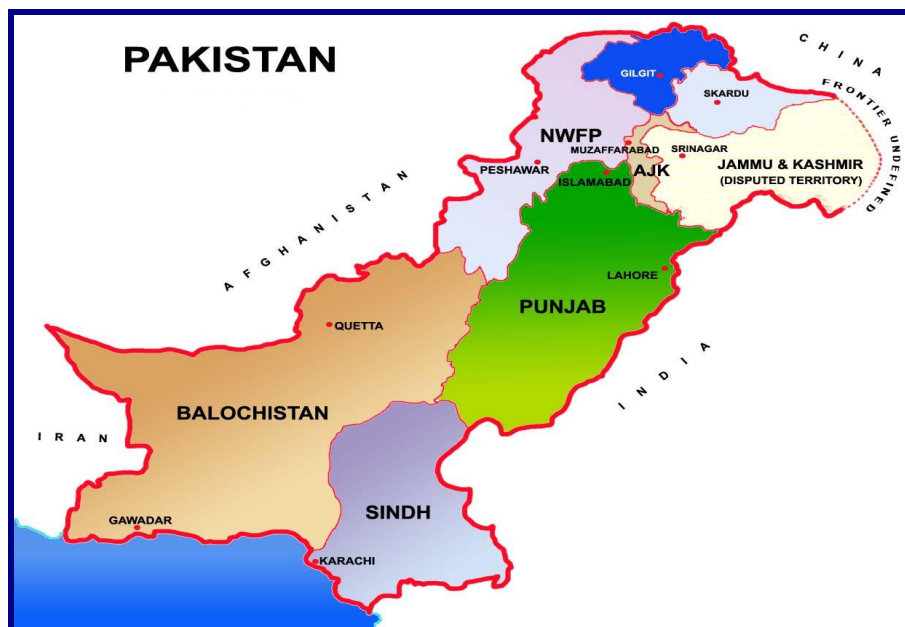 PAKISTAN
CHINA
FRONTIER UNDEFINED
GILGIT
SKARDU
NWFP
MUZAFFARABAD
SRINAGAR
PESHAWAR
ISLAMABAD
AJK
JAMMU & KASHMIR
(DISPUTED TERRITORY)
AFGHANISTAN
LAHORE
PUNJAB
QUETTA
INDIA
BALOCHISTAN
IRAN
SINDH
GAWADAR
KARACHI